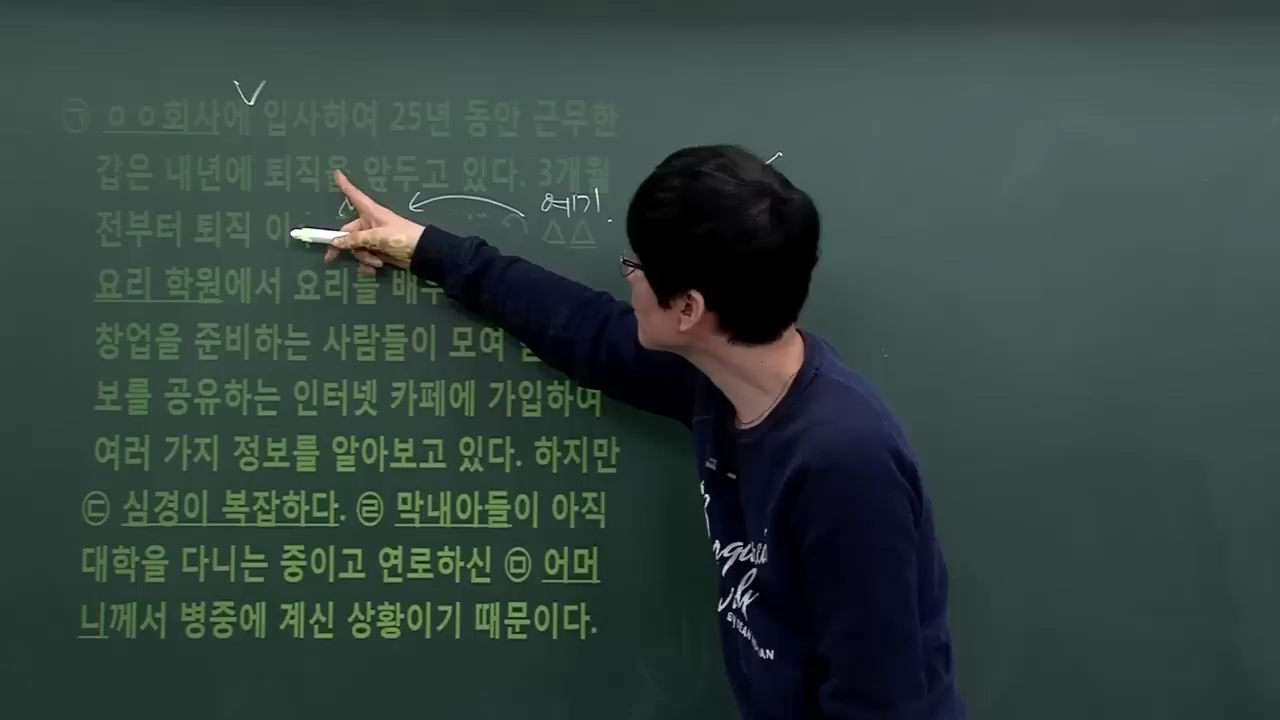 V
㉠ ㅇㅇ회사에 입사하여 25년 동안 근무한
갑은 내년에 퇴직을 앞두고 있다. 3개월
예기.
전부터 퇴직 이 △△
요리 학원에서 요리를 배우
창업을 준비하는 사람들이 모여
보를 공유하는 인터넷 카페에 가입하여
여러 가지 정보를 알아보고 있다. 하지만
㉢ 심경이 복잡하다. ㉣ 막내아들이 아직
대학을 다니는 중이고 연로하신 ㉤ 어머
니께서 병중에 계신 상황이기 때문이다.